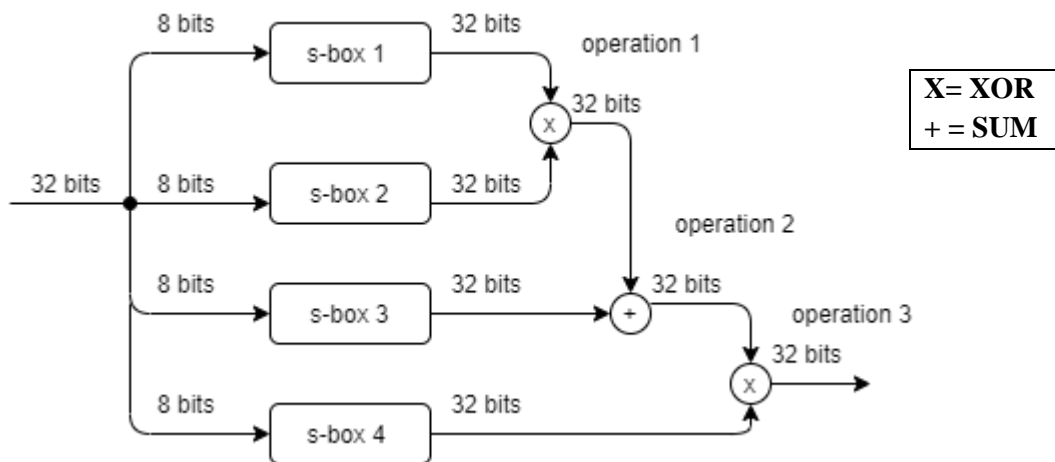 8 bits
s-box 1
32 bits
operation 1
X= XOR
+ = SUM
x
32 bits
32 bits
8 bits
s-box 2
32 bits
operation 2
8 bits
s-box 3
32 bits
+
32 bits
operation 3
x
32 bits
8 bits
s-box 4
32 bits